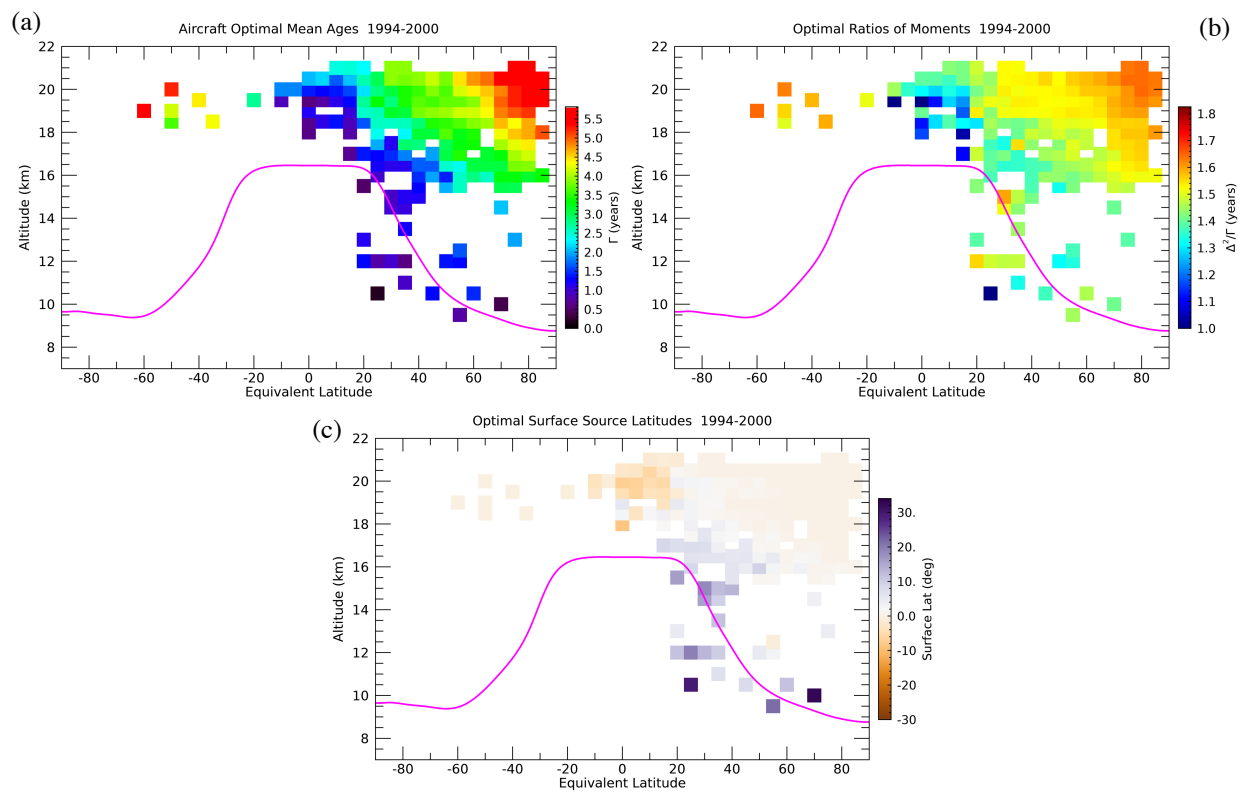 (a)
Aircraft Optimal Mean Ages 1994-2000
22
20
18
16
14
12
10
8
Altitude (km)
-80 -60 -40 -20 0 20 40 60 80
Equivalent Latitude
5.5
5.0
4.5
4.0
3.5
3.0
2.5
2.0
1.5
1.0
0.5
0.0
Γ (years)
(b)
Optimal Ratios of Moments 1994-2000
22
20
18
16
14
12
10
8
Altitude (km)
-80 -60 -40 -20 0 20 40 60 80
Equivalent Latitude
1.8
1.7
1.6
1.5
1.4
1.3
1.2
1.1
1.0
Δ²/Γ (years)
(c)
Optimal Surface Source Latitudes 1994-2000
22
20
18
16
14
12
10
8
Altitude (km)
-80 -60 -40 -20 0 20 40 60 80
Equivalent Latitude
30.
20.
10.
0.0
-10
-20
-30
Surface Lat (deg)